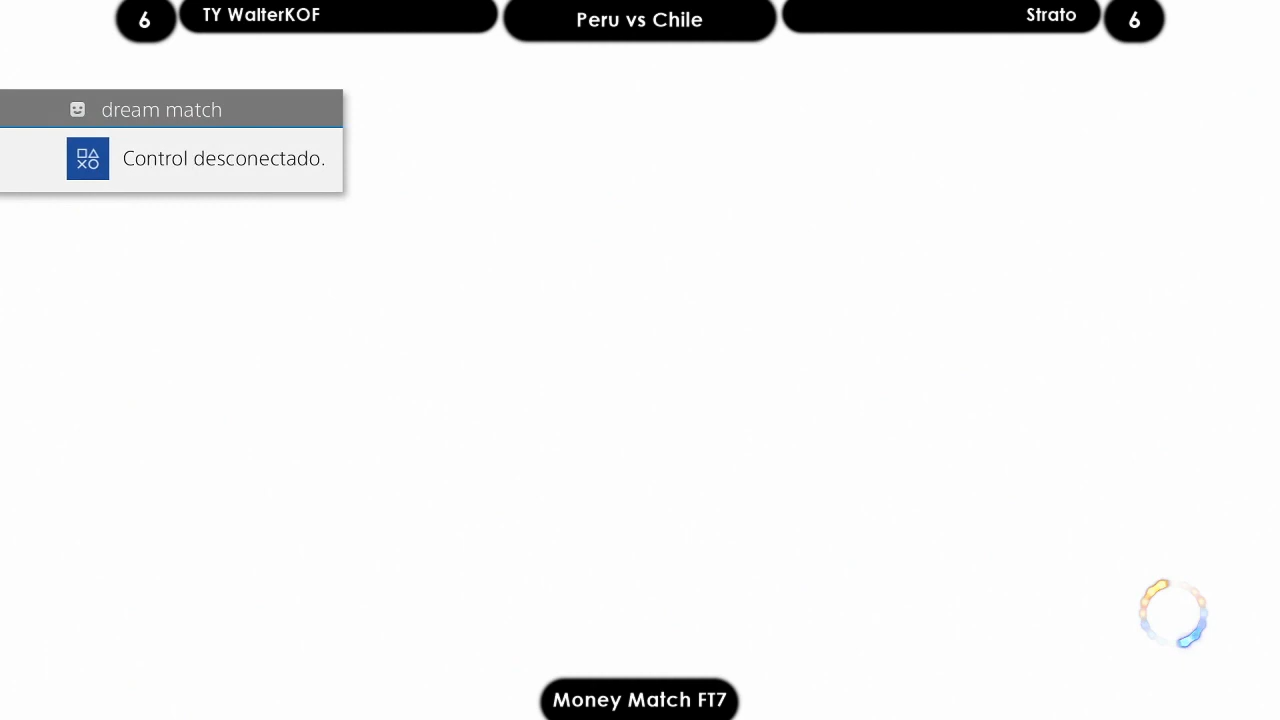 6
TY WalterKOF
Peru vs Chile
Strato
6
dream match
Control desconectado.
Money Match FT7